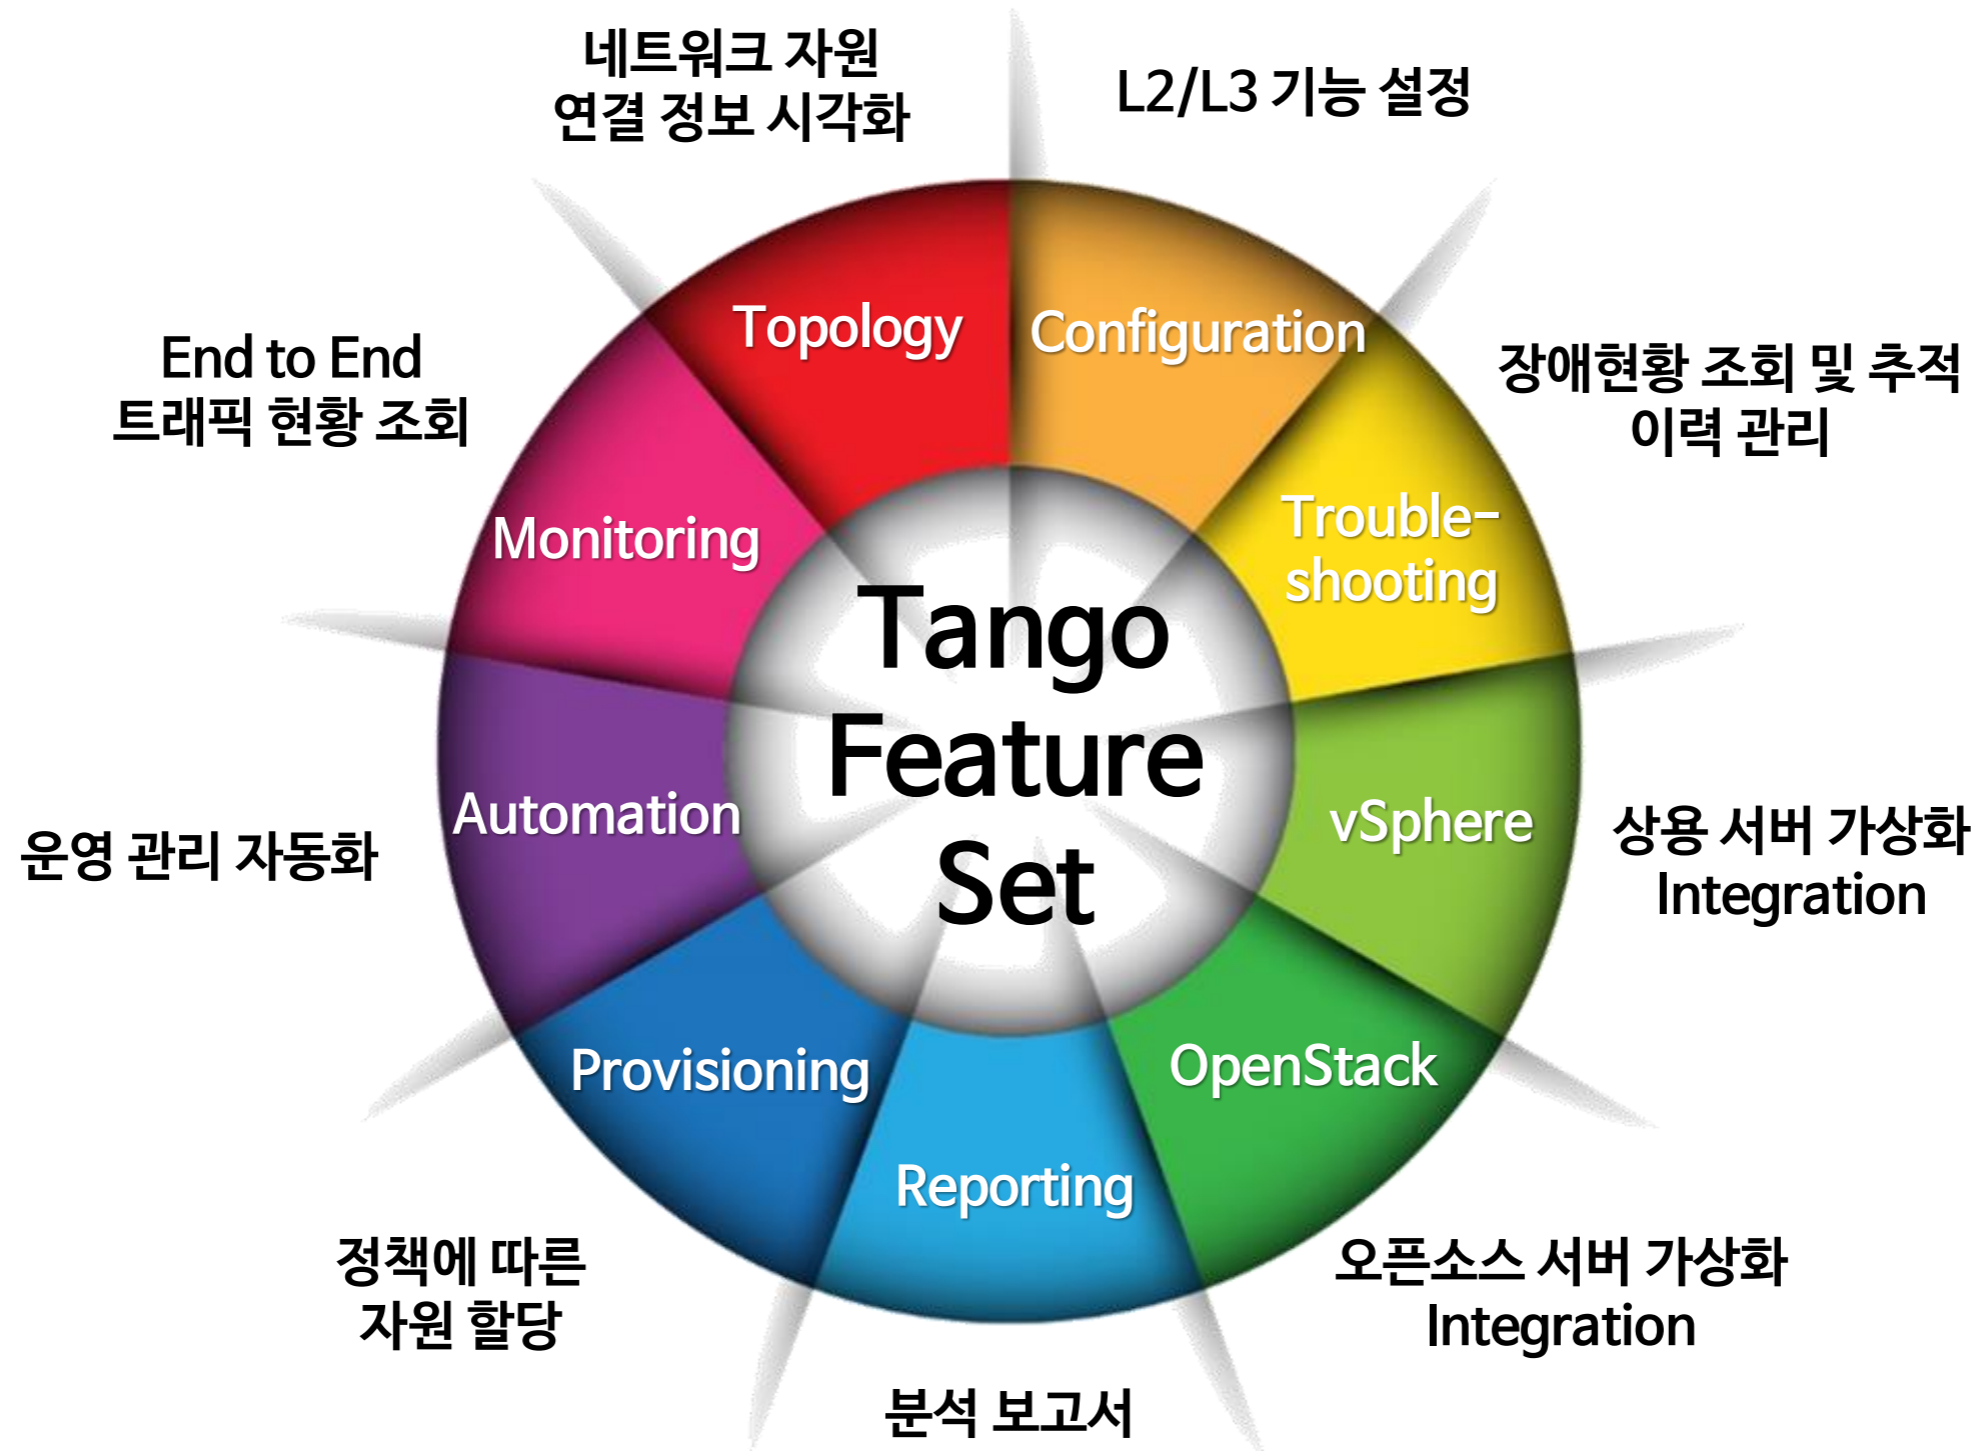 네트워크 자원
연결 정보 시각화
L2/L3 기능 설정
End to End
트래픽 현황 조회
Topology
Configuration
장애현황 조회 및 추적
이력 관리
Monitoring
Trouble-
shooting
Tango
Feature
Set
운영 관리 자동화
Automation
vSphere
상용 서버 가상화
Integration
Provisioning
OpenStack
Reporting
정책에 따른
자원 할당
오픈소스 서버 가상화
Integration
분석 보고서